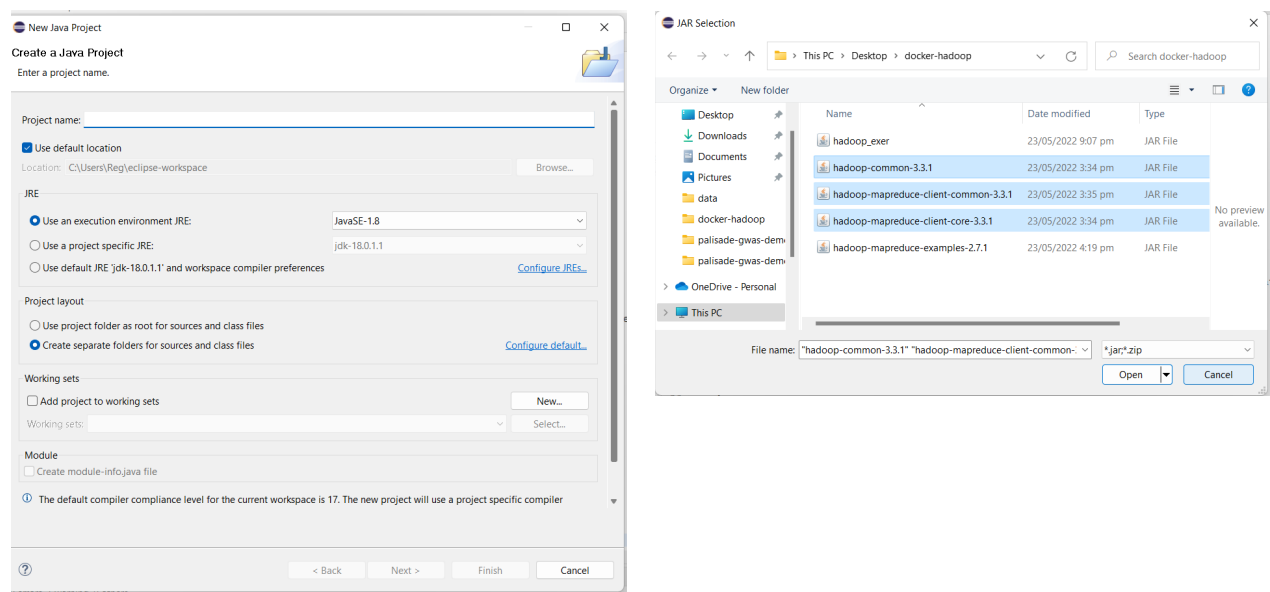 New Java Project
Create a Java Project
Enter a project name.
Project name:
Use default location
Location: C:\Users\Reg\eclipse-workspace Browse...
JRE
Use an execution environment JRE: JavaSE-1.8
Use a project specific JRE: jdk-18.0.1.1
Use default JRE 'jdk-18.0.1.1' and workspace compiler preferences Configure JREs...
Project layout
Use project folder as root for sources and class files
Create separate folders for sources and class files Configure default...
Working sets
Add project to working sets New...
Working sets: Select...
Module
Create module-info.java file
The default compiler compliance level for the current workspace is 17. The new project will use a project specific compiler
< Back Next > Finish Cancel
JAR Selection
This PC > Desktop > docker-hadoop Search docker-hadoop
Organize New folder
Desktop
Downloads
Documents
Pictures
data
docker-hadoop
palisade-gwas-dem
palisade-gwas-dem
OneDrive - Personal
This PC
Name Date modified Type
hadoop_exer 23/05/2022 9:07 pm JAR File
hadoop-common-3.3.1 23/05/2022 3:34 pm JAR File
hadoop-mapreduce-client-common-3.3.1 23/05/2022 3:35 pm JAR File
hadoop-mapreduce-client-core-3.3.1 23/05/2022 3:34 pm JAR File
hadoop-mapreduce-examples-2.7.1 23/05/2022 4:19 pm JAR File
No preview
available.
File name: "hadoop-common-3.3.1" "hadoop-mapreduce-client-common- *.jar;*.zip
Open Cancel